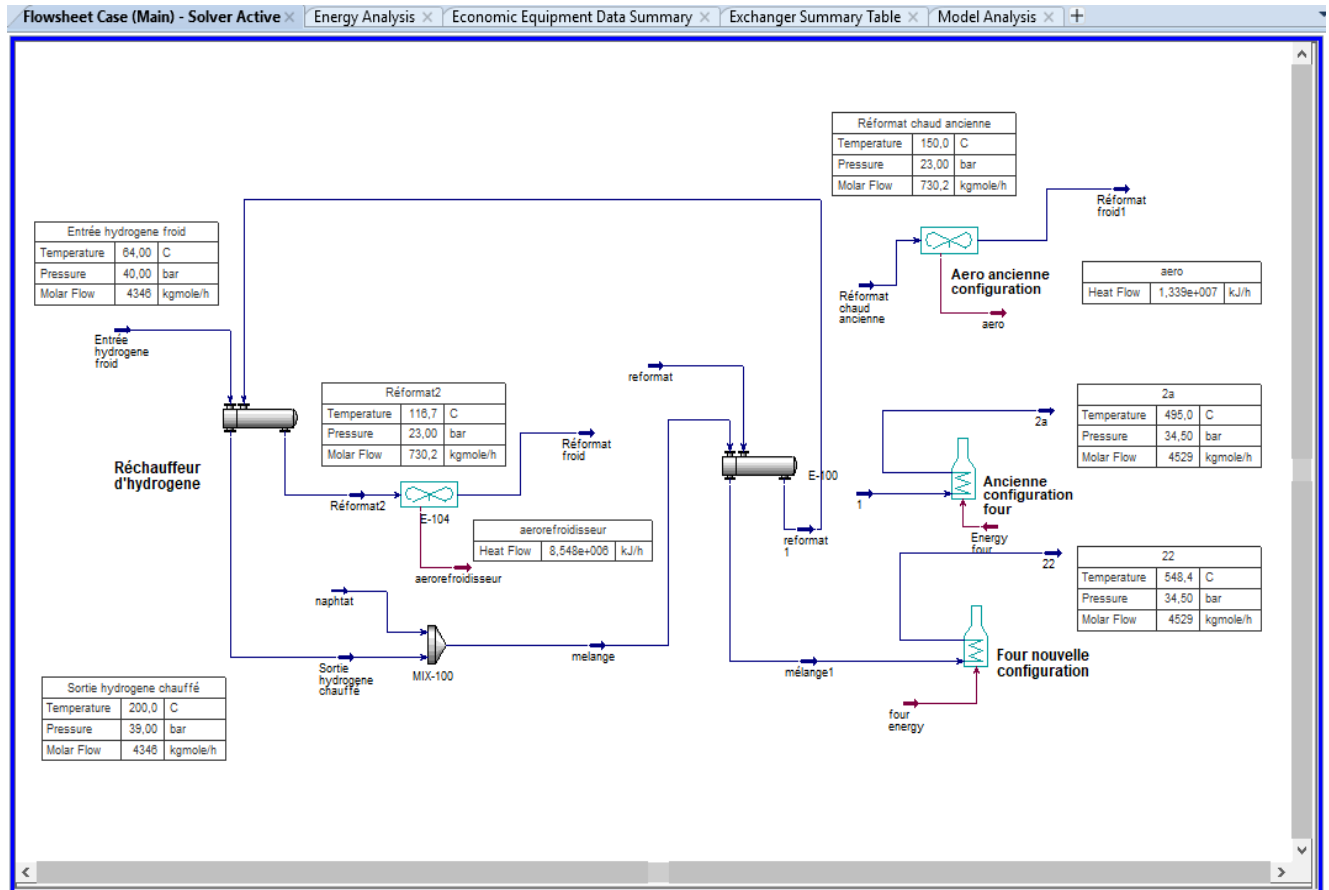 Flowsheet Case (Main) - Solver Active
Energy Analysis
Economic Equipment Data Summary
Exchanger Summary Table
Model Analysis
Réformat chaud ancienne
Temperature 150,0 C
Pressure 23,00 bar
Molar Flow 730,2 kgmole/h
Réformat
froid1
Entrée hydrogene froid
Temperature 64,00 C
Pressure 40,00 bar
Molar Flow 4346 kgmole/h
Aero ancienne
configuration
aero
Heat Flow 1,339e+007 kJ/h
Réformat
chaud
ancienne
aero
Entrée
hydrogene
froid
reformat
Réformat2
Temperature 116,7 C
Pressure 23,00 bar
Molar Flow 730,2 kgmole/h
Réformat
froid
2a
Temperature 495,0 C
Pressure 34,50 bar
Molar Flow 4529 kgmole/h
2a
Réchauffeur
d'hydrogene
E-100
Ancienne
configuration
four
1
Réformat2
E-104
aerorefroidisseur
Heat Flow 8,548e+006 kJ/h
reformat
1
Energy
four
22
22
Temperature 548,4 C
Pressure 34,50 bar
Molar Flow 4529 kgmole/h
aerorefroidisseur
naphtat
melange
Sortie
hydrogene
chauffé
MIX-100
mélange1
Four nouvelle
configuration
four
energy
Sortie hydrogene chauffé
Temperature 200,0 C
Pressure 39,00 bar
Molar Flow 4346 kgmole/h